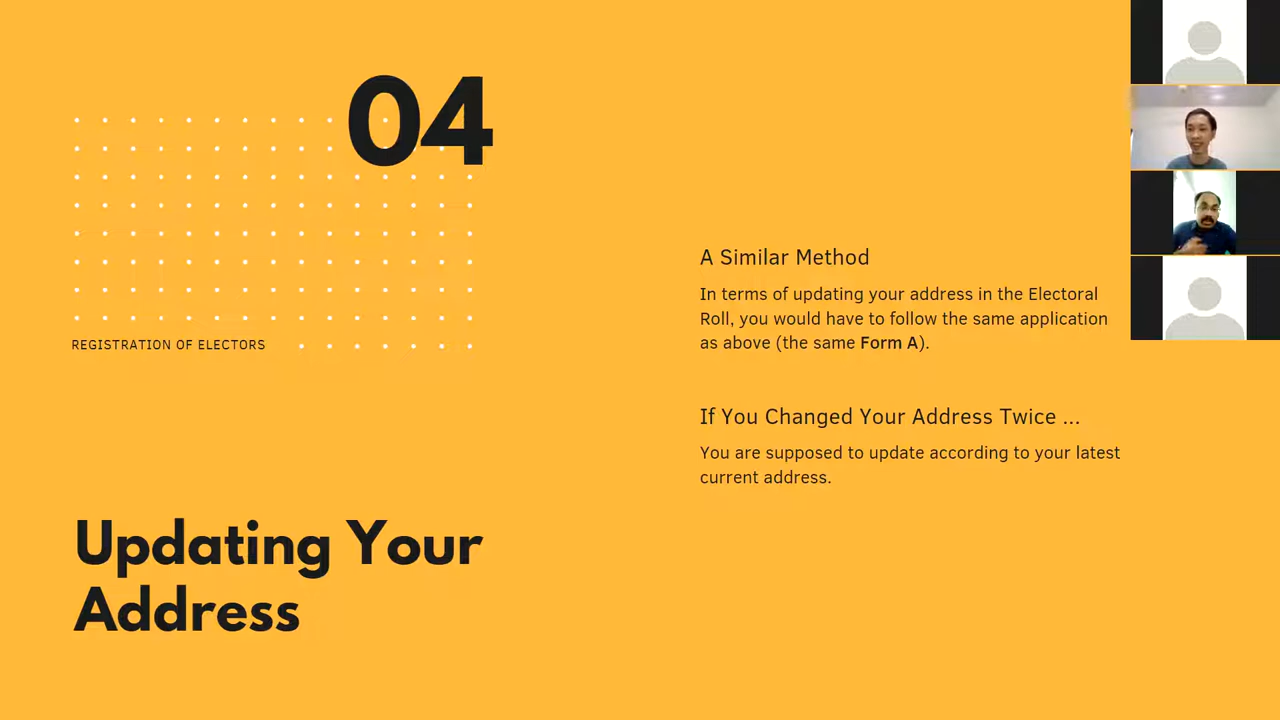 04
REGISTRATION OF ELECTORS
Updating Your
Address
A Similar Method
In terms of updating your address in the Electoral
Roll, you would have to follow the same application
as above (the same Form A).
If You Changed Your Address Twice ...
You are supposed to update according to your latest
current address.